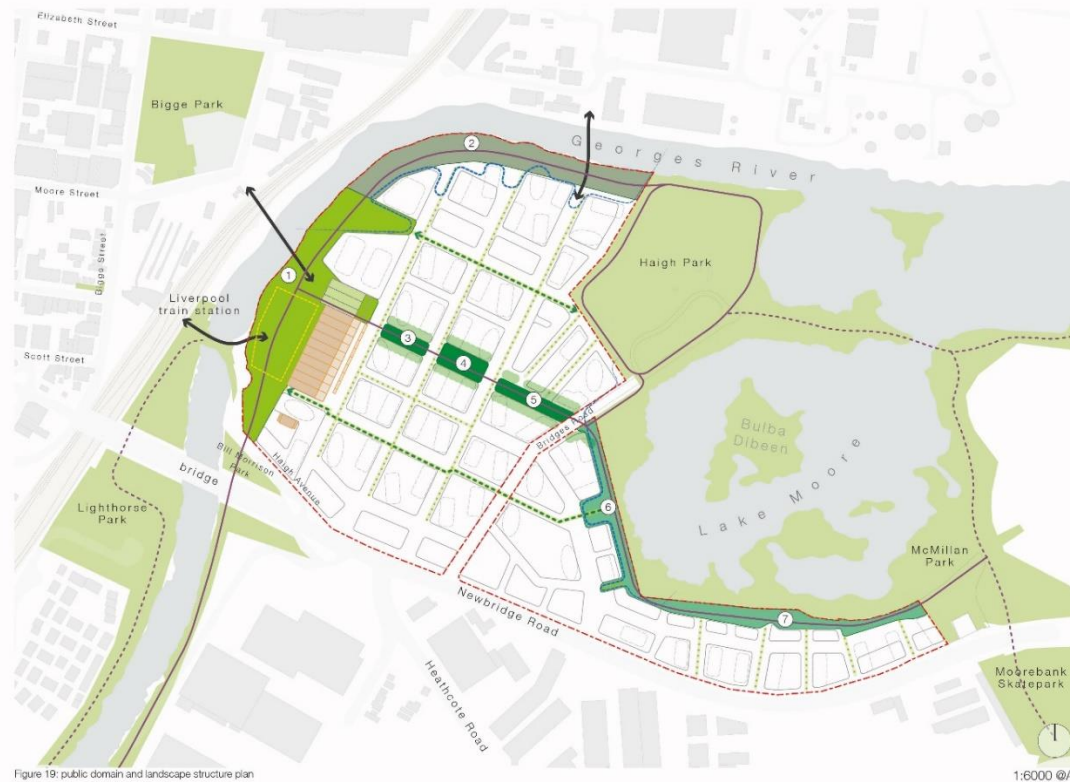 Elizabeth Street
Bigge Park
Moore Street
Bigge Street
Georges River
2
1
Haigh Park
Liverpool
train station
Scott Street
3
4
5
Bridges Road
Bulba
Dibeen
Lake Moore
Bill Morrison
Park
Haigh Avenue
bridge
Lighthorse
Park
6
McMillan
Park
Newbridge Road
7
Heathcote Road
Moorebank
Skatepark
Figure 19: public domain and landscape structure plan
1:6000 @A